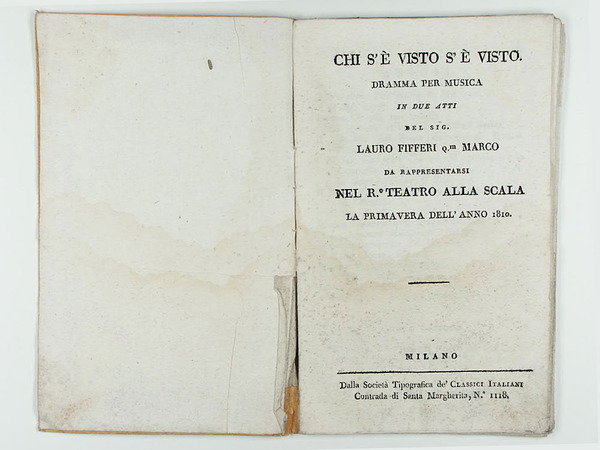 CHI S'È VISTO S'È VISTO.
DRAMMA PER MUSICA
IN DUE ATTI
DEL SIG.
LAURO FIFFERI Q.m MARCO
DA RAPPRESENTARSI
NEL R.º TEATRO ALLA SCALA
LA PRIMAVERA DELL' ANNO 1810.
MILANO
Dalla Società Tipografica de' CLASSICI ITALIANI
Contrada di Santa Margherita, N.º 1118.